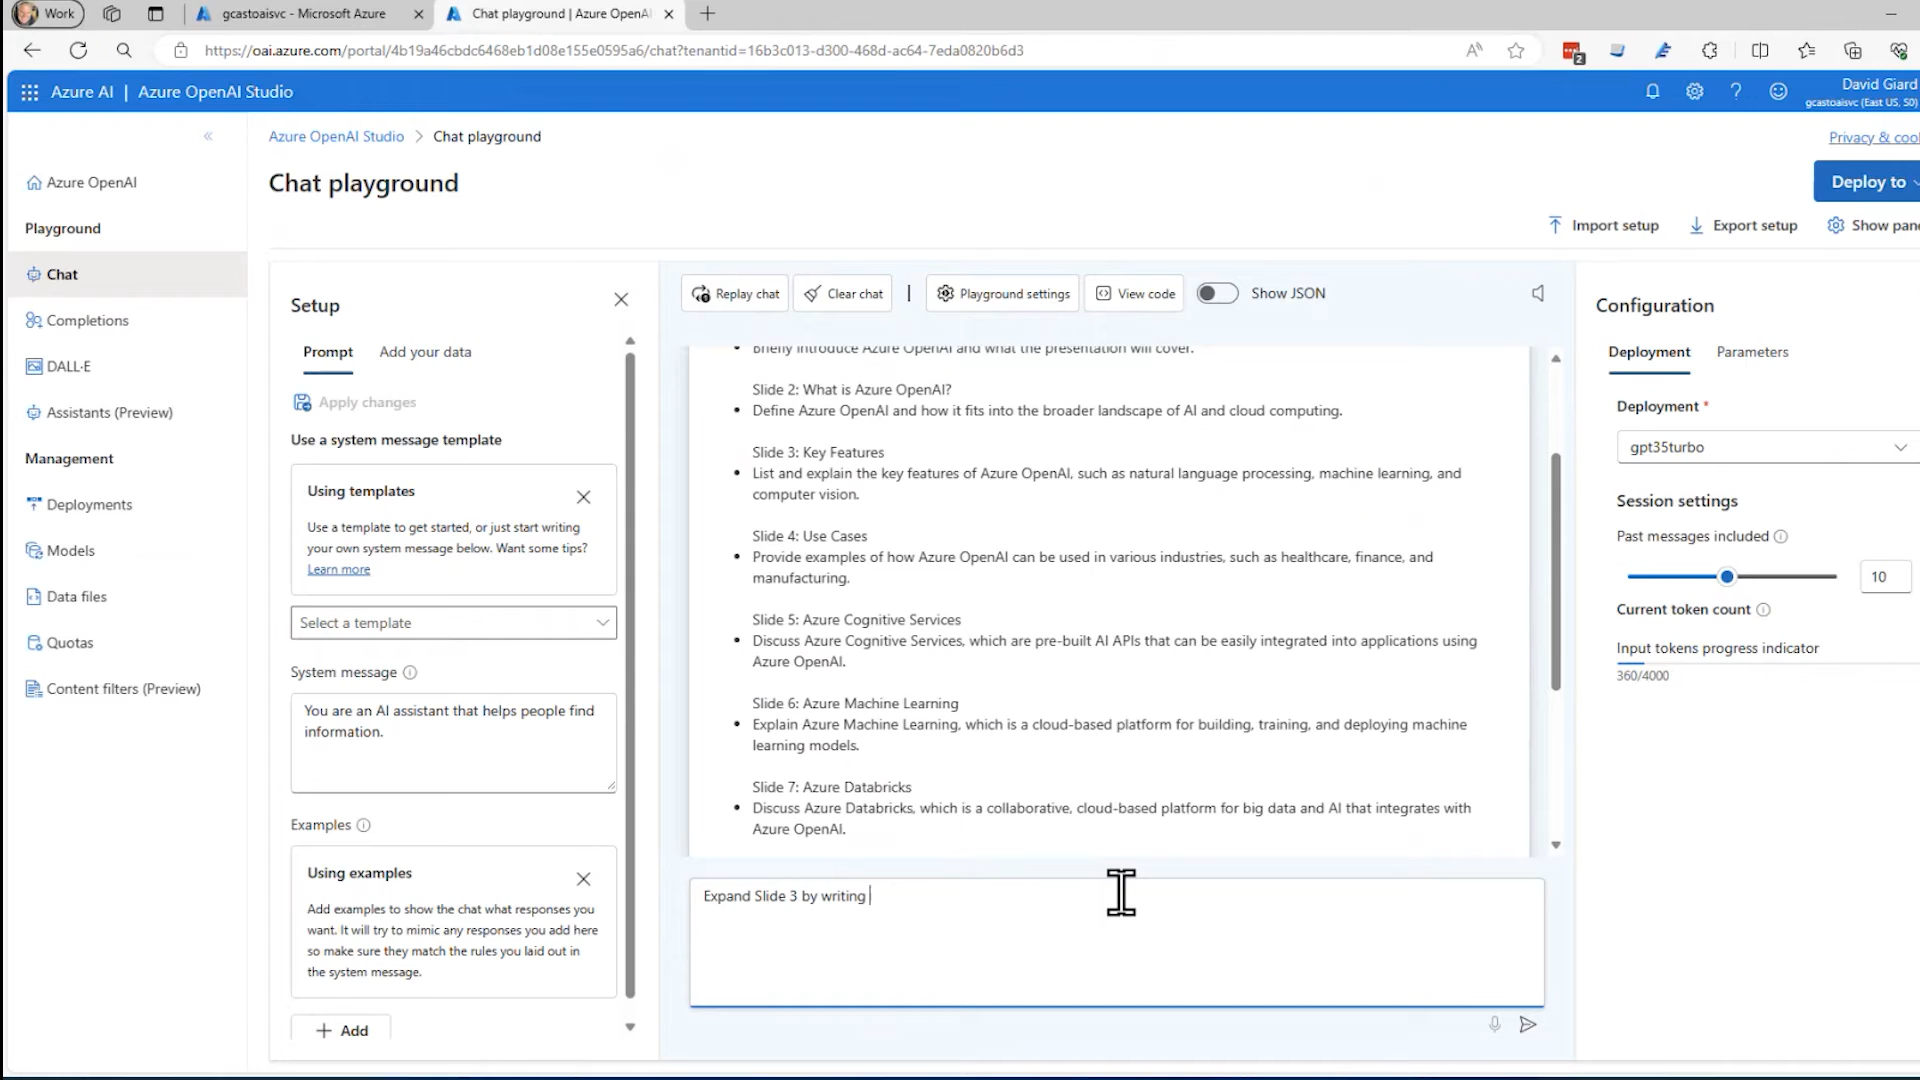 Work
gcastoaisvc - Microsoft Azure
Chat playground | Azure OpenAI
https://oai.azure.com/portal/4b19a46cbdc6468eb1d08e155e0595a6/chat?tenantid=16b3c013-d300-468d-ac64-7eda0820b6d3
2
Azure AI | Azure OpenAI Studio
David Giard
gcastoaisvc (East US, S0)
Azure OpenAI Studio > Chat playground
Privacy &
Chat playground
Deploy to
Import setup
Export setup
Show
Azure OpenAI
Playground
Chat
Completions
DALL·E
Assistants (Preview)
Management
Deployments
Models
Data files
Quotas
Content filters (Preview)
Setup
Prompt
Add your data
Apply changes
Use a system message template
Using templates
Use a template to get started, or just start writing
your own system message below. Want some tips?
Learn more
Select a template
System message
You are an AI assistant that helps people find
information.
Examples
Using examples
Add examples to show the chat what responses you
want. It will try to mimic any responses you add here
so make sure they match the rules you laid out in
the system message.
+ Add
Replay chat
Clear chat
|
Playground settings
View code
Show JSON
• Briefly introduce Azure OpenAI and what the presentation will cover.
Slide 2: What is Azure OpenAI?
• Define Azure OpenAI and how it fits into the broader landscape of AI and cloud computing.
Slide 3: Key Features
• List and explain the key features of Azure OpenAI, such as natural language processing, machine learning, and
computer vision.
Slide 4: Use Cases
• Provide examples of how Azure OpenAI can be used in various industries, such as healthcare, finance, and
manufacturing.
Slide 5: Azure Cognitive Services
• Discuss Azure Cognitive Services, which are pre-built AI APIs that can be easily integrated into applications using
Azure OpenAI.
Slide 6: Azure Machine Learning
• Explain Azure Machine Learning, which is a cloud-based platform for building, training, and deploying machine
learning models.
Slide 7: Azure Databricks
• Discuss Azure Databricks, which is a collaborative, cloud-based platform for big data and AI that integrates with
Azure OpenAI.
Expand Slide 3 by writing
Configuration
Deployment
Parameters
Deployment *
gpt35turbo
Session settings
Past messages included
10
Current token count
Input tokens progress indicator
360/4000